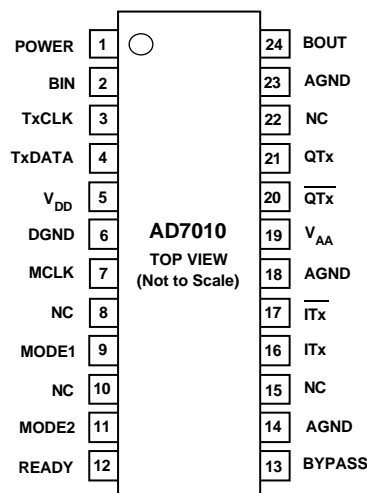 POWER 1 24 BOUT
BIN 2 23 AGND
TxCLK 3 22 NC
TxDATA 4 21 QTx
VDD 5 20 QTx
DGND 6 AD7010 19 VAA
MCLK 7 TOP VIEW 18 AGND
(Not to Scale)
NC 8 17 ITx
MODE1 9 16 ITx
NC 10 15 NC
MODE2 11 14 AGND
READY 12 13 BYPASS